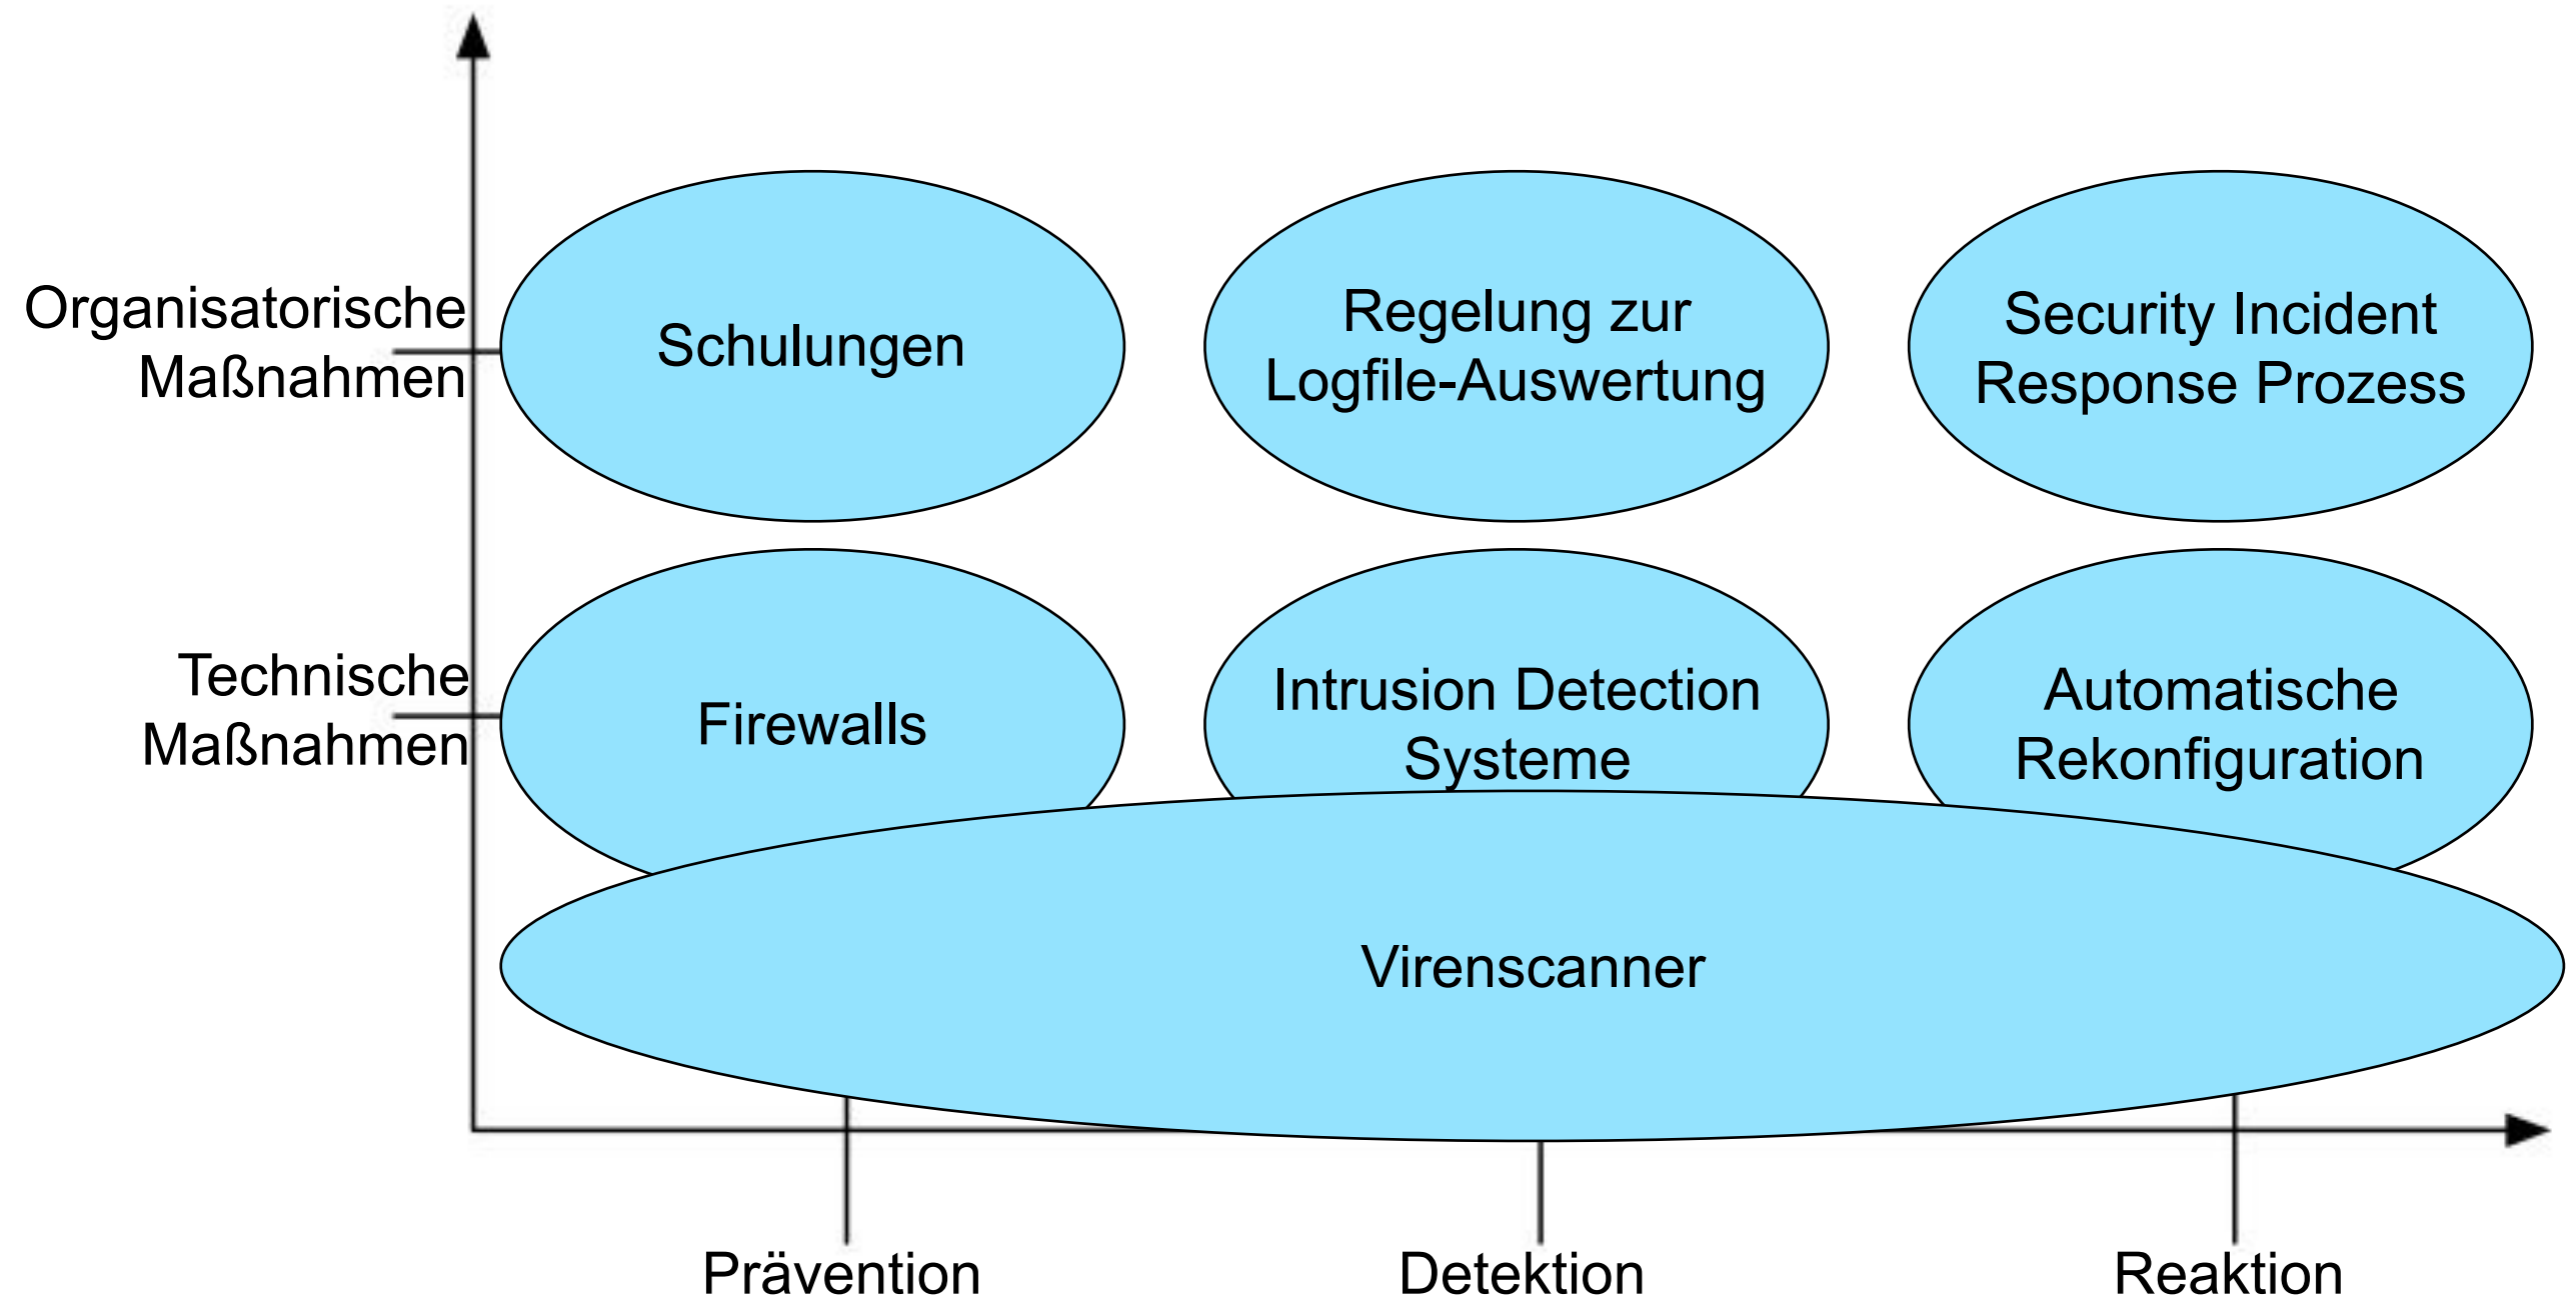 Organisatorische
Maßnahmen
Schulungen
Regelung zur
Logfile-Auswertung
Security Incident
Response Prozess
Technische
Maßnahmen
Firewalls
Intrusion Detection
Systeme
Automatische
Rekonfiguration
Virenscanner
Prävention
Detektion
Reaktion